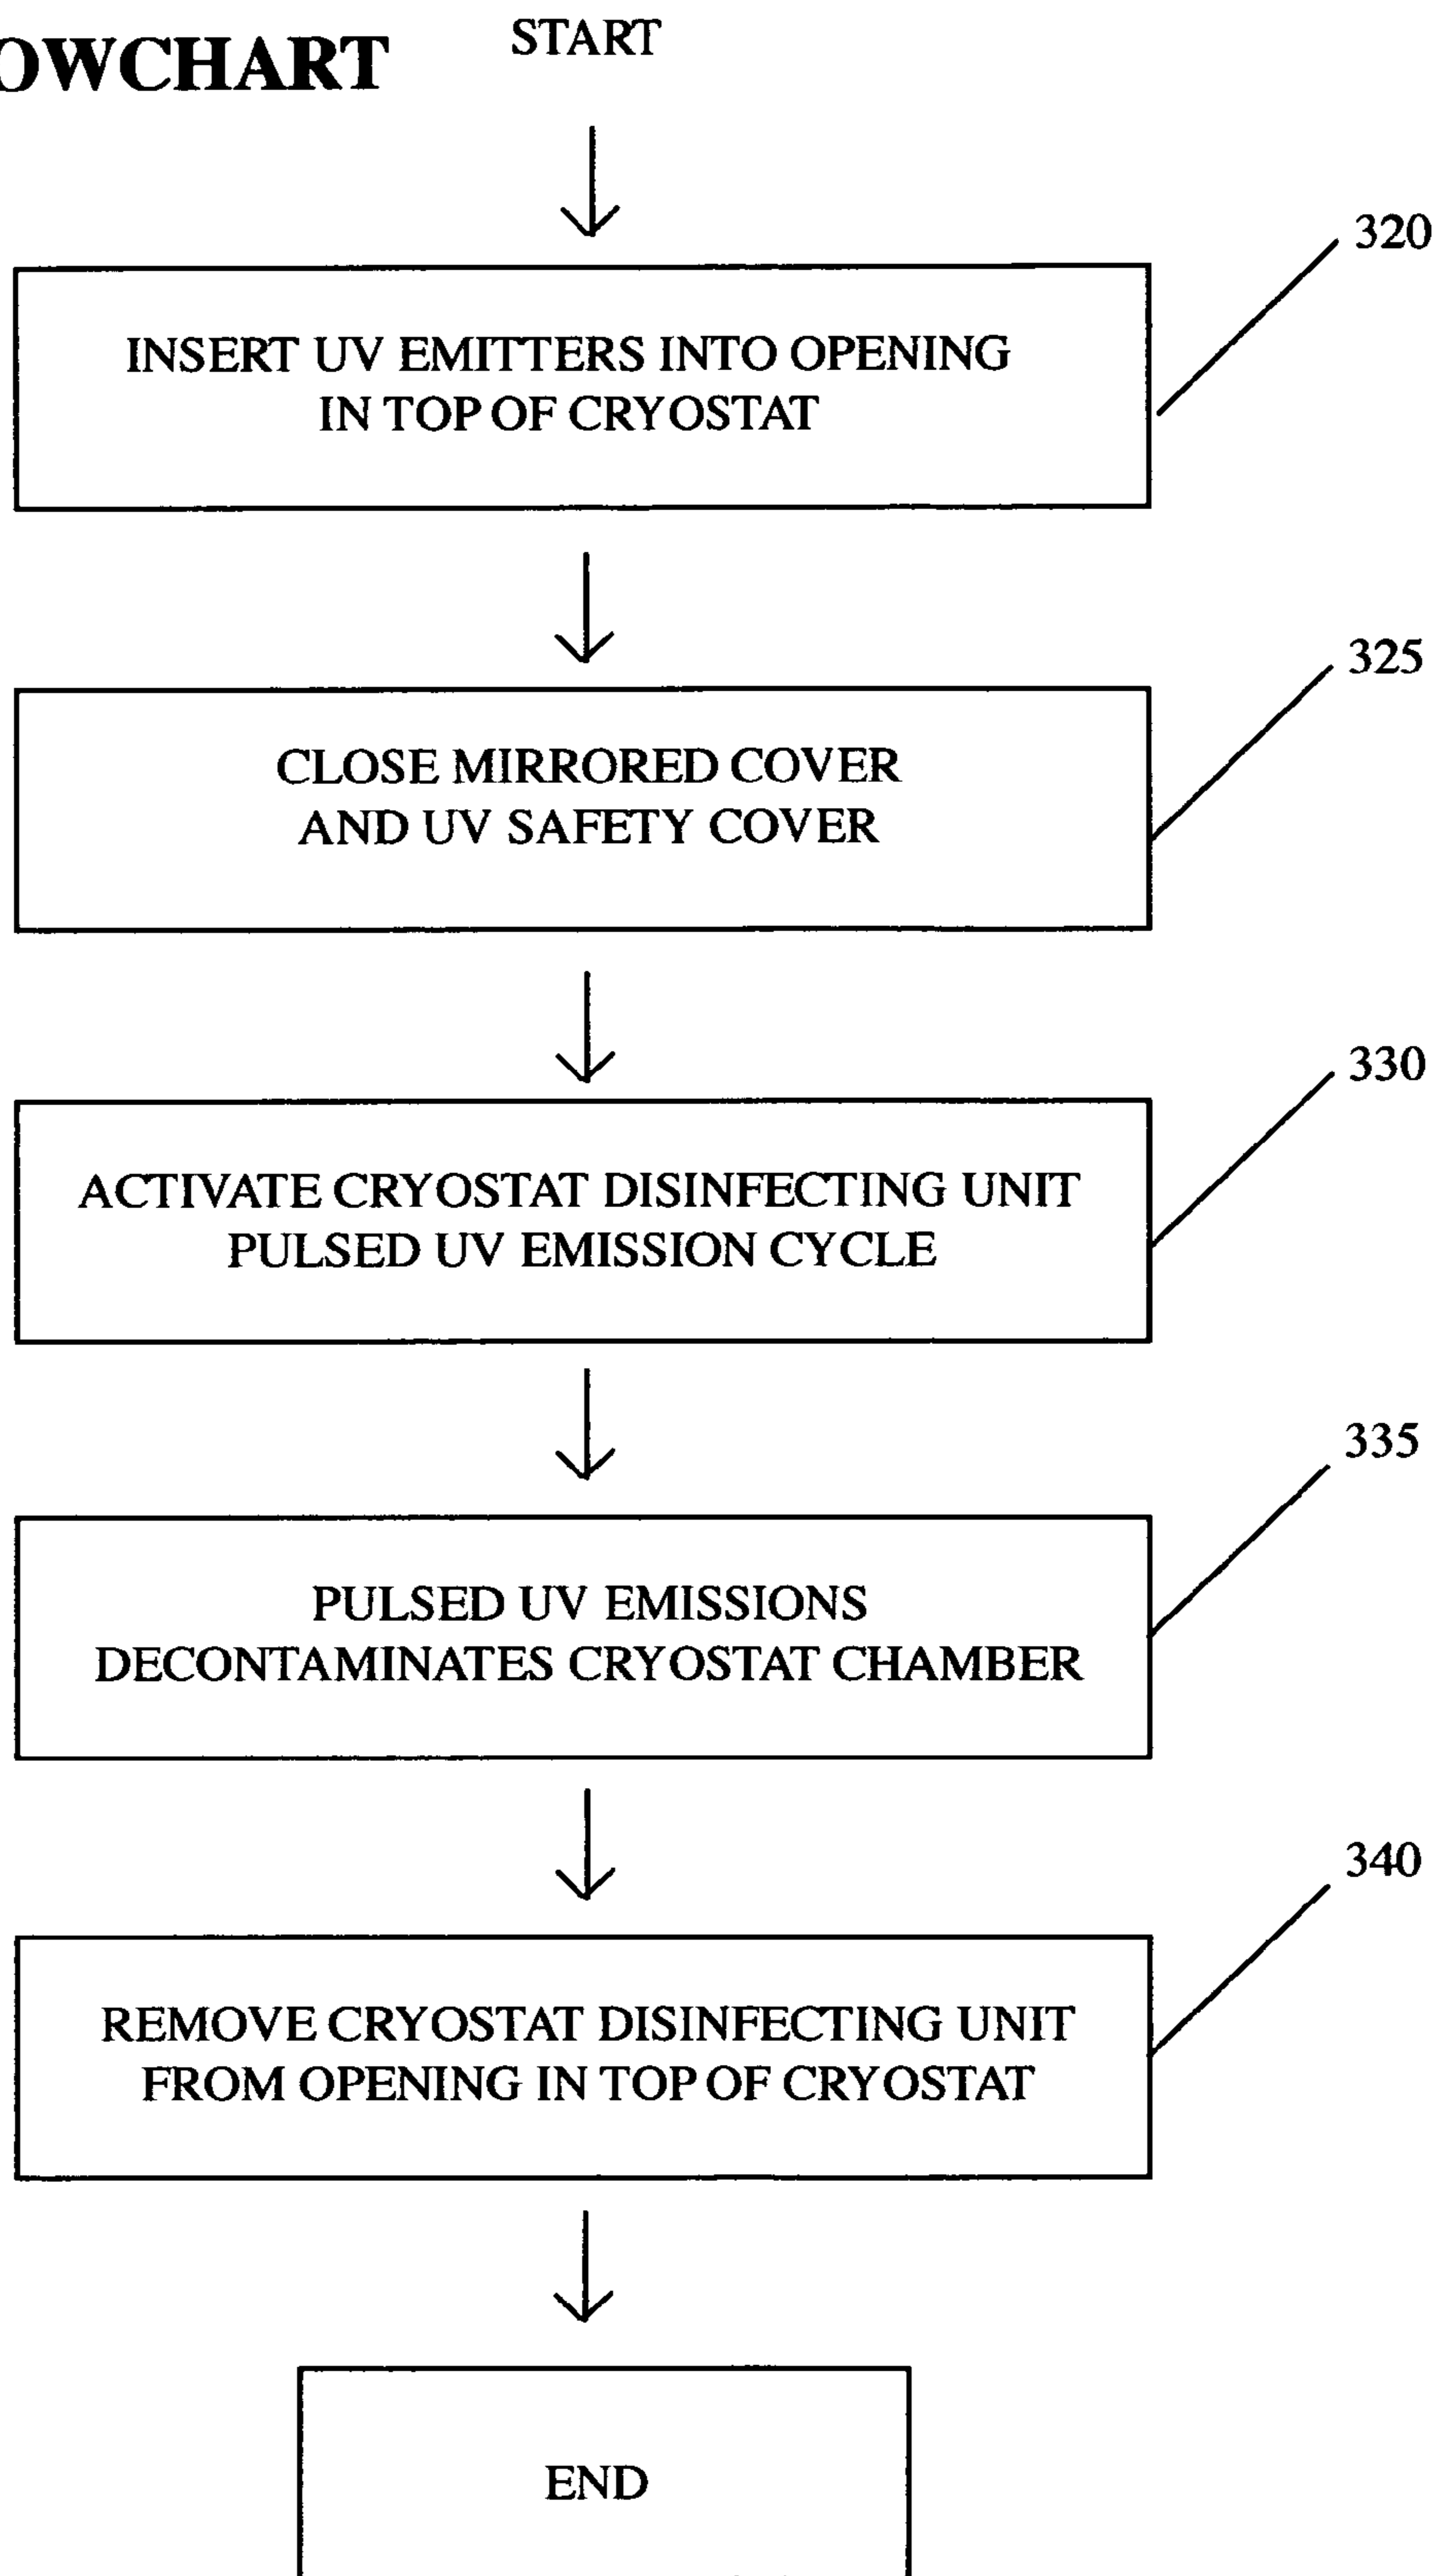 OWCHART
START
320
INSERT UV EMITTERS INTO OPENING
IN TOP OF CRYOSTAT
325
CLOSE MIRRORED COVER
AND UV SAFETY COVER
330
ACTIVATE CRYOSTAT DISINFECTING UNIT
PULSED UV EMISSION CYCLE
335
PULSED UV EMISSIONS
DECONTAMINATES CRYOSTAT CHAMBER
340
REMOVE CRYOSTAT DISINFECTING UNIT
FROM OPENING IN TOP OF CRYOSTAT
END